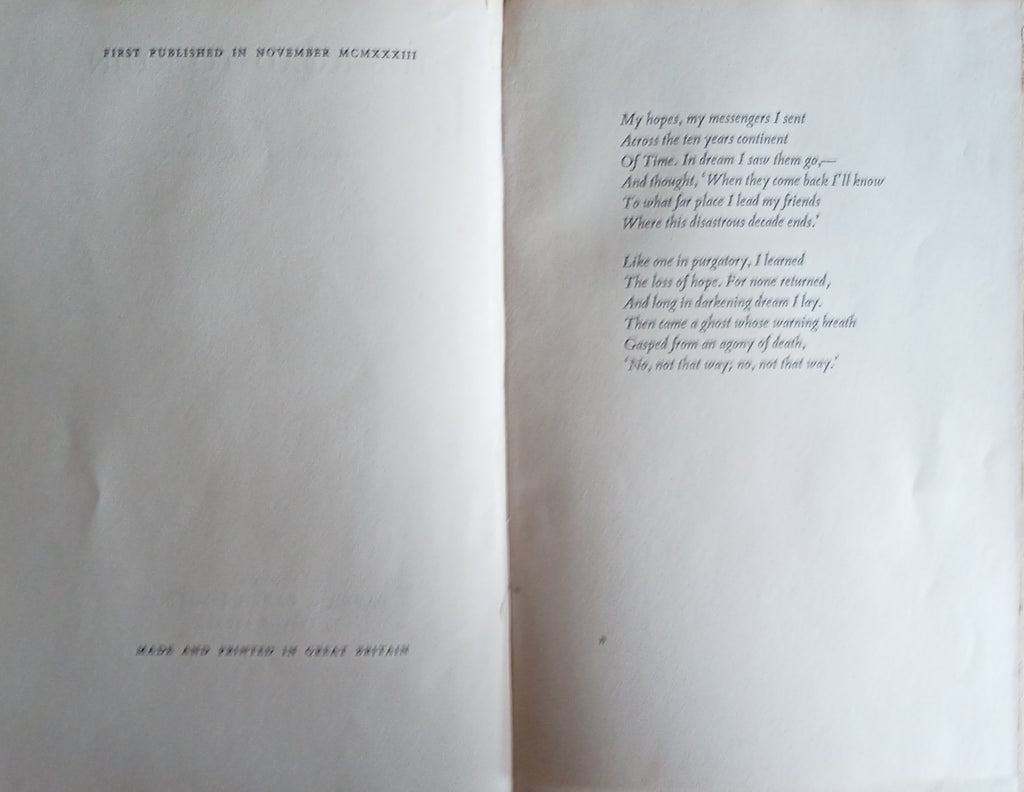 FIRST PUBLISHED IN NOVEMBER MCMXXXIII
MADE AND PRINTED IN GREAT BRITAIN
My hopes, my messengers I sent
Across the ten years continent
Of Time. In dream I saw them go,—
And thought, ‘When they come back I'll know
To what far place I lead my friends
Where this disastrous decade ends.’
Like one in purgatory, I learned
The loss of hope. For none returned,
And long in darkening dream I lay.
Then came a ghost whose warning breath
Gasped from an agony of death,
‘No, not that way; no, not that way.’
*